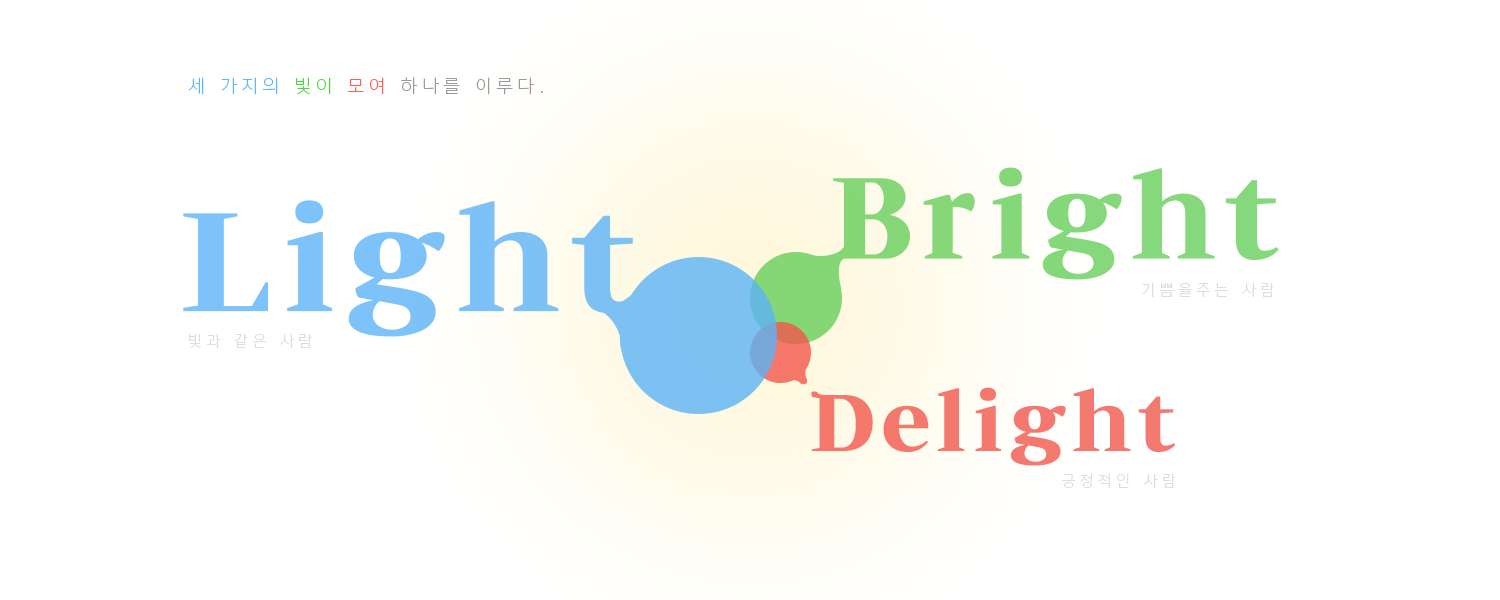 세 가지의 빛이 모여 하나를 이루다.
Light
빛과 같은 사람
Bright
기쁨을주는 사람
Delight
긍정적인 사람